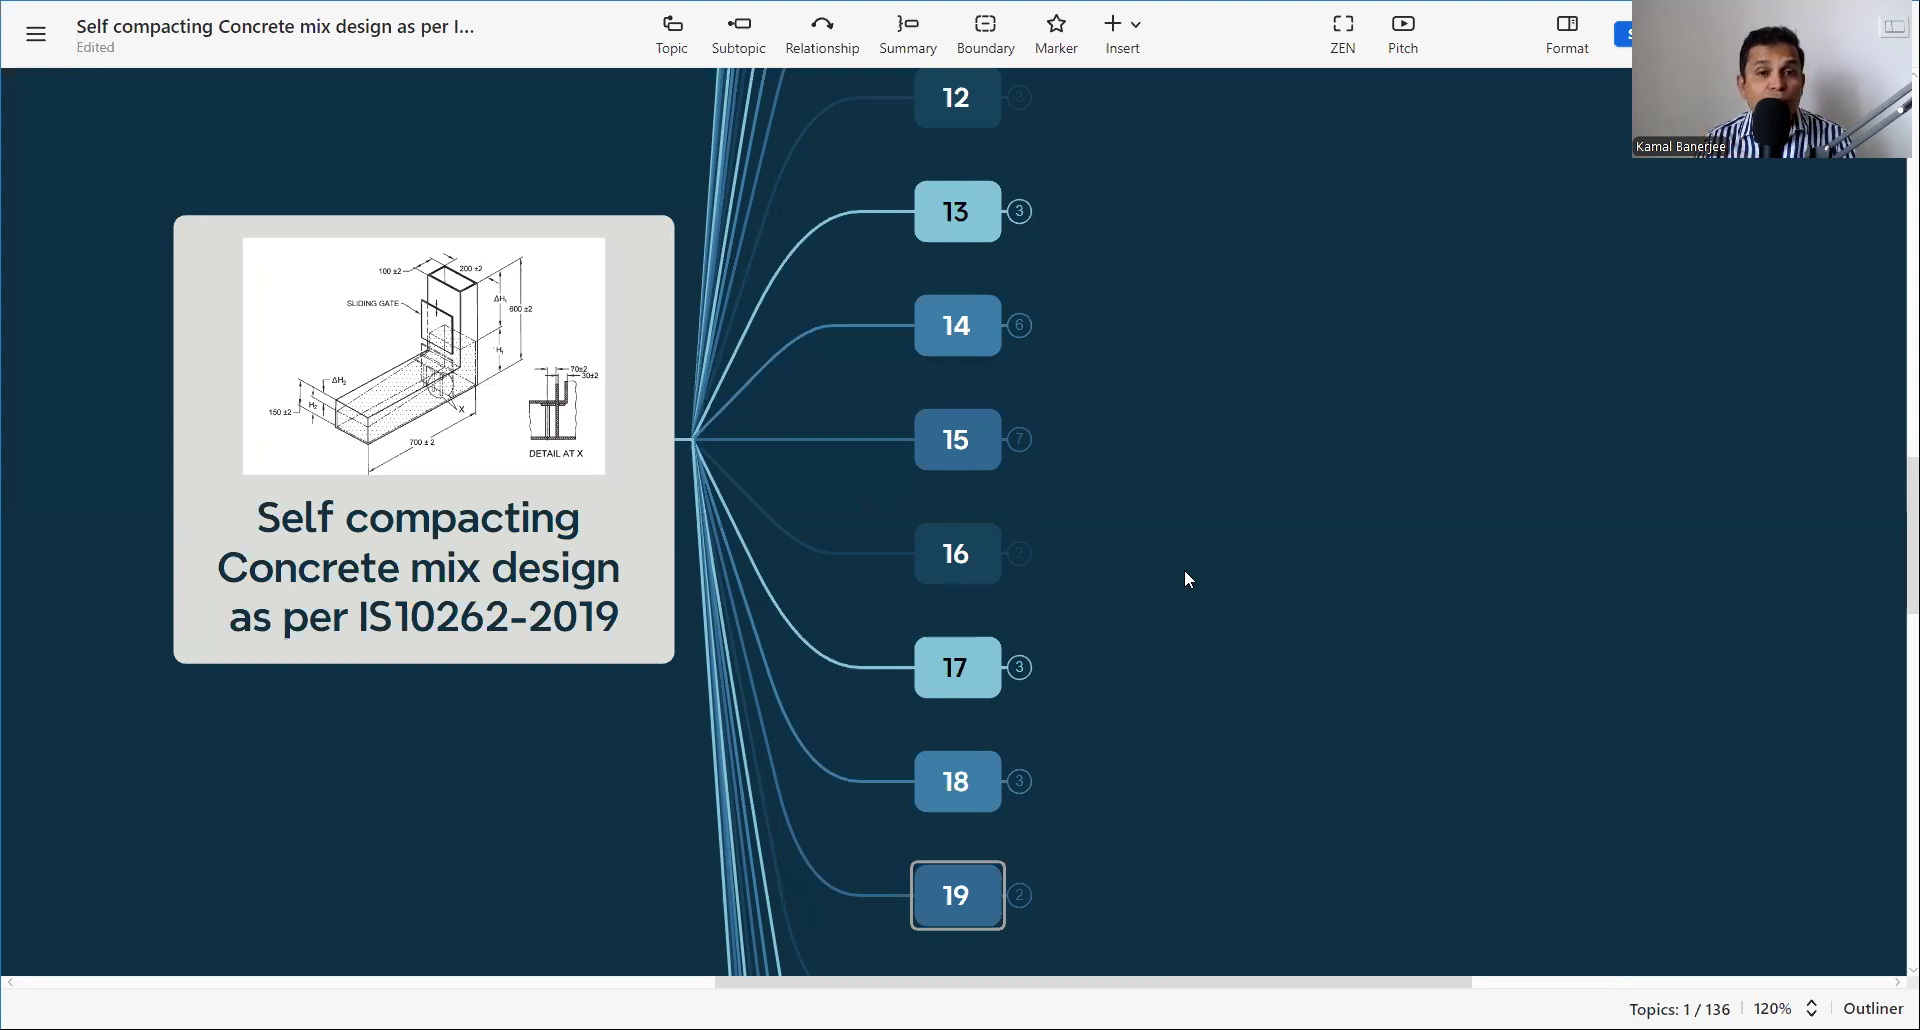 Self compacting Concrete mix design as per I...
Edited
Topic
Subtopic
Relationship
Summary
Boundary
Marker
Insert
ZEN
Pitch
Format
Kamal Banerjee
100 ±2
200 ±2
SLIDING GATE
ΔH₁
600 ±2
H₁
ΔH₂
H₂
150 ±2
X
700 ± 2
70±2
30±2
DETAIL AT X
Self compacting
Concrete mix design
as per IS10262-2019
12 3
13 3
14 6
15 7
16 2
17 3
18 3
19 2
Topics: 1 / 136
120%
Outliner